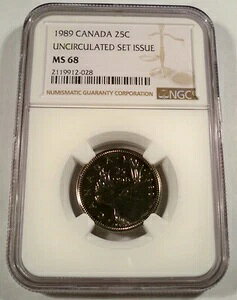 1989 CANADA 25C
UNCIRCULATED SET ISSUE
MS 68
2119912-028
NUMISMATIC GUARANTY CORPORATION
NGC